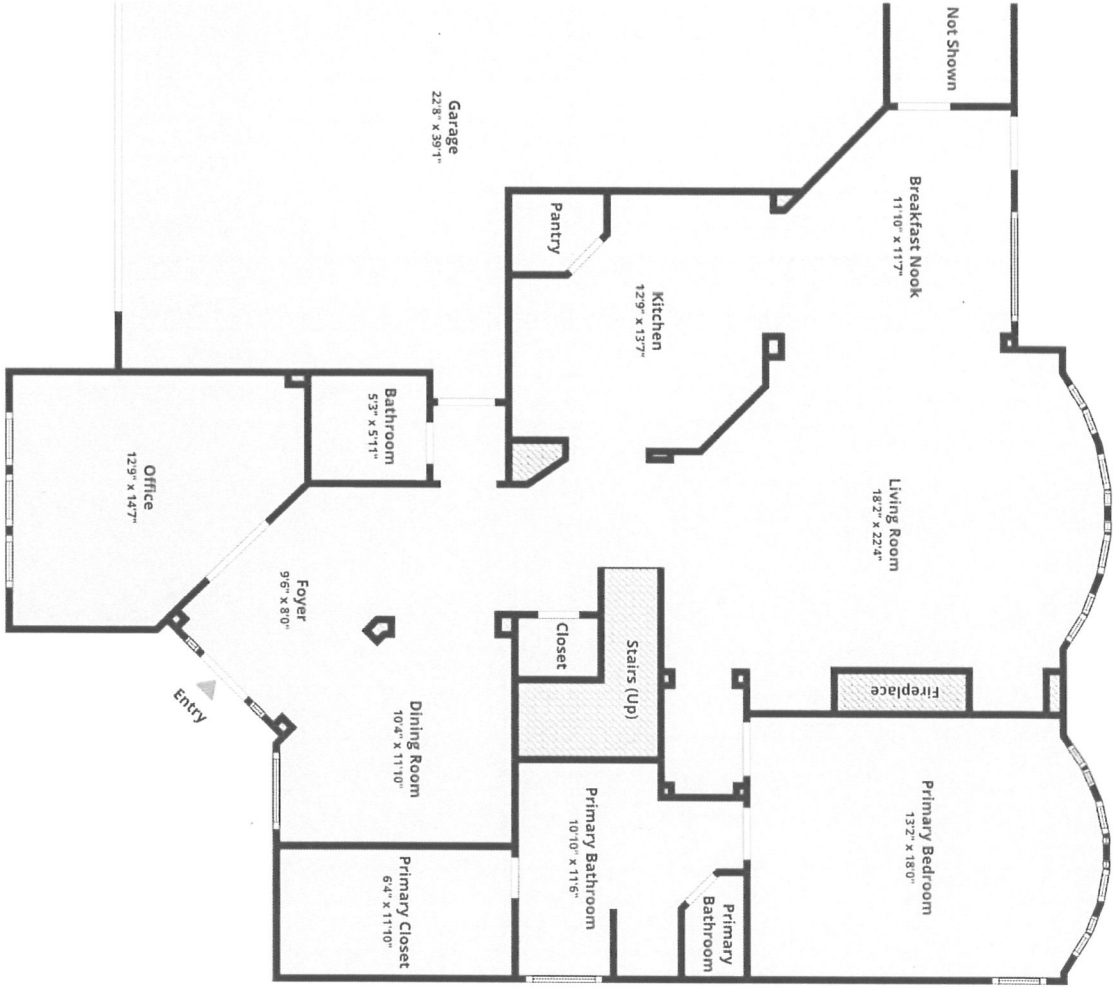 Not Shown
Breakfast Nook
11'10" x 11'7"
Garage
22'8" x 39'1"
Pantry
Kitchen
12'9" x 13'7"
Living Room
18'2" x 22'4"
Bathroom
5'3" x 5'11"
Office
12'9" x 14'7"
Foyer
9'6" x 8'0"
Closet
Stairs (Up)
Fireplace
Entry
Dining Room
10'4" x 11'10"
Primary Bedroom
13'2" x 18'0"
Primary Bathroom
10'10" x 11'6"
Primary
Bathroom
Primary Closet
6'4" x 11'10"